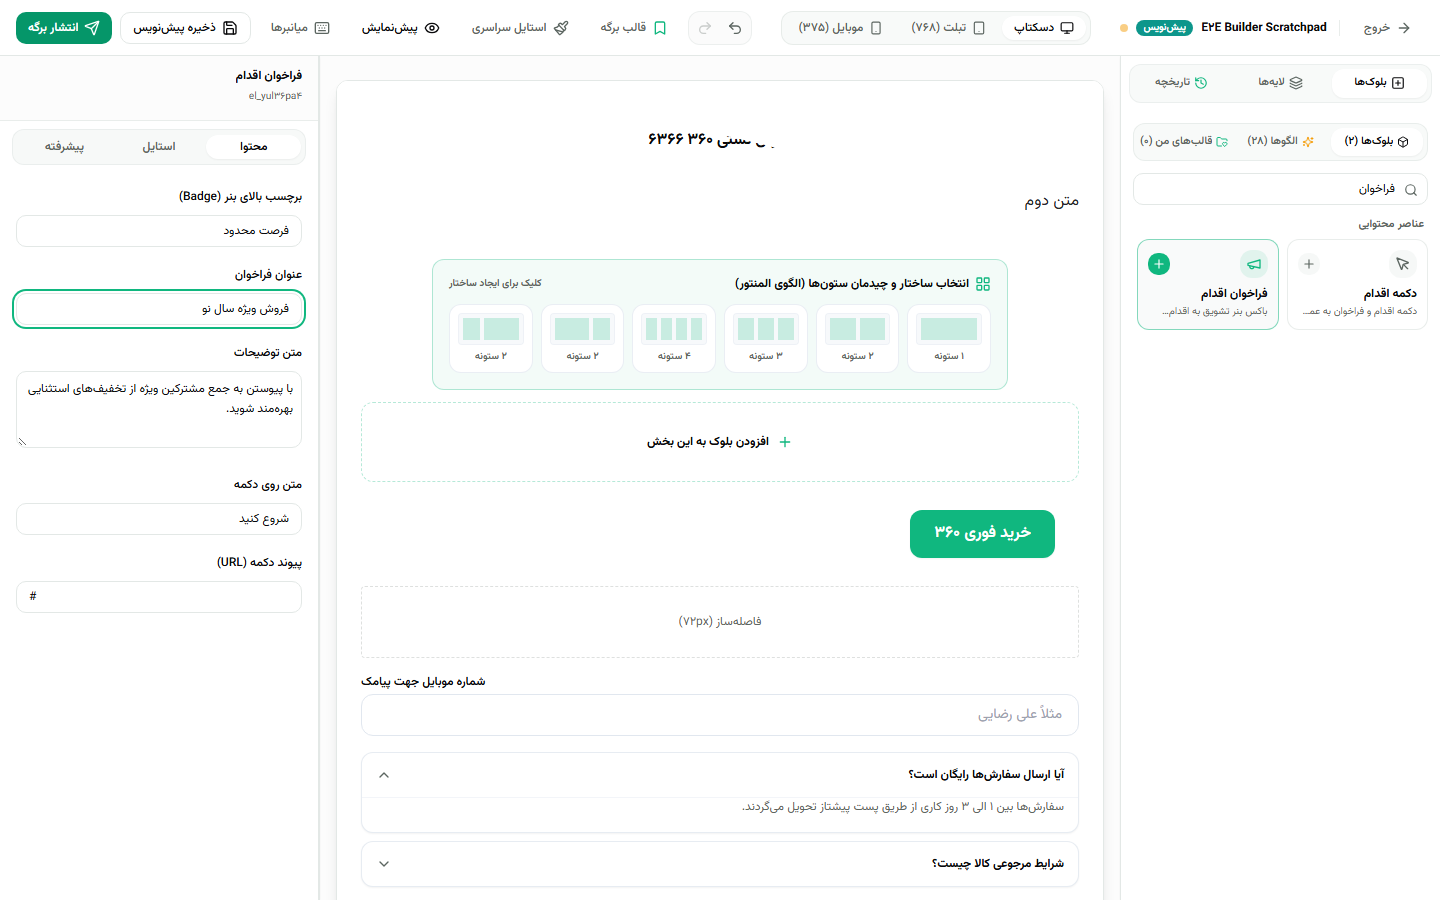 خروج
E2E Builder Scratchpad
پیش‌نویس
دسکتاپ
تبلت (۷۶۸)
موبایل (۳۷۵)
قالب برگه
استایل سراسری
پیش‌نمایش
میانبرها
ذخیره پیش‌نویس
انتشار برگه
بلوک‌ها
لایه‌ها
تاریخچه
بلوک‌ها (۲)
الگوها (۲۸)
قالب‌های من (۰)
فراخوان
عناصر محتوایی
دکمه اقدام
دکمه اقدام و فراخوان به عمـ...
فراخوان اقدام
باکس بنر تشویق به اقدام...
۳۶۰ ۶۳۶۶
متن دوم
انتخاب ساختار و چیدمان ستون‌ها (الگوی المنتور)
کلیک برای ایجاد ساختار
۱ ستونه
۲ ستونه
۳ ستونه
۴ ستونه
۲ ستونه
۲ ستونه
افزودن بلوک به این بخش
خرید فوری ۳۶۰
فاصله‌ساز (۷۲px)
شماره موبایل جهت پیامک
مثلاً علی رضایی
آیا ارسال سفارش‌ها رایگان است؟
سفارش‌ها بین ۱ الی ۳ روز کاری از طریق پست پیشتاز تحویل می‌گردند.
شرایط مرجوعی کالا چیست؟
فراخوان اقدام
el_yul۳۶pa۴
محتوا
استایل
پیشرفته
برچسب بالای بنر (Badge)
فرصت محدود
عنوان فراخوان
فروش ویژه سال نو
متن توضیحات
با پیوستن به جمع مشترکین ویژه از تخفیف‌های استثنایی
بهره‌مند شوید.
متن روی دکمه
شروع کنید
پیوند دکمه (URL)
#